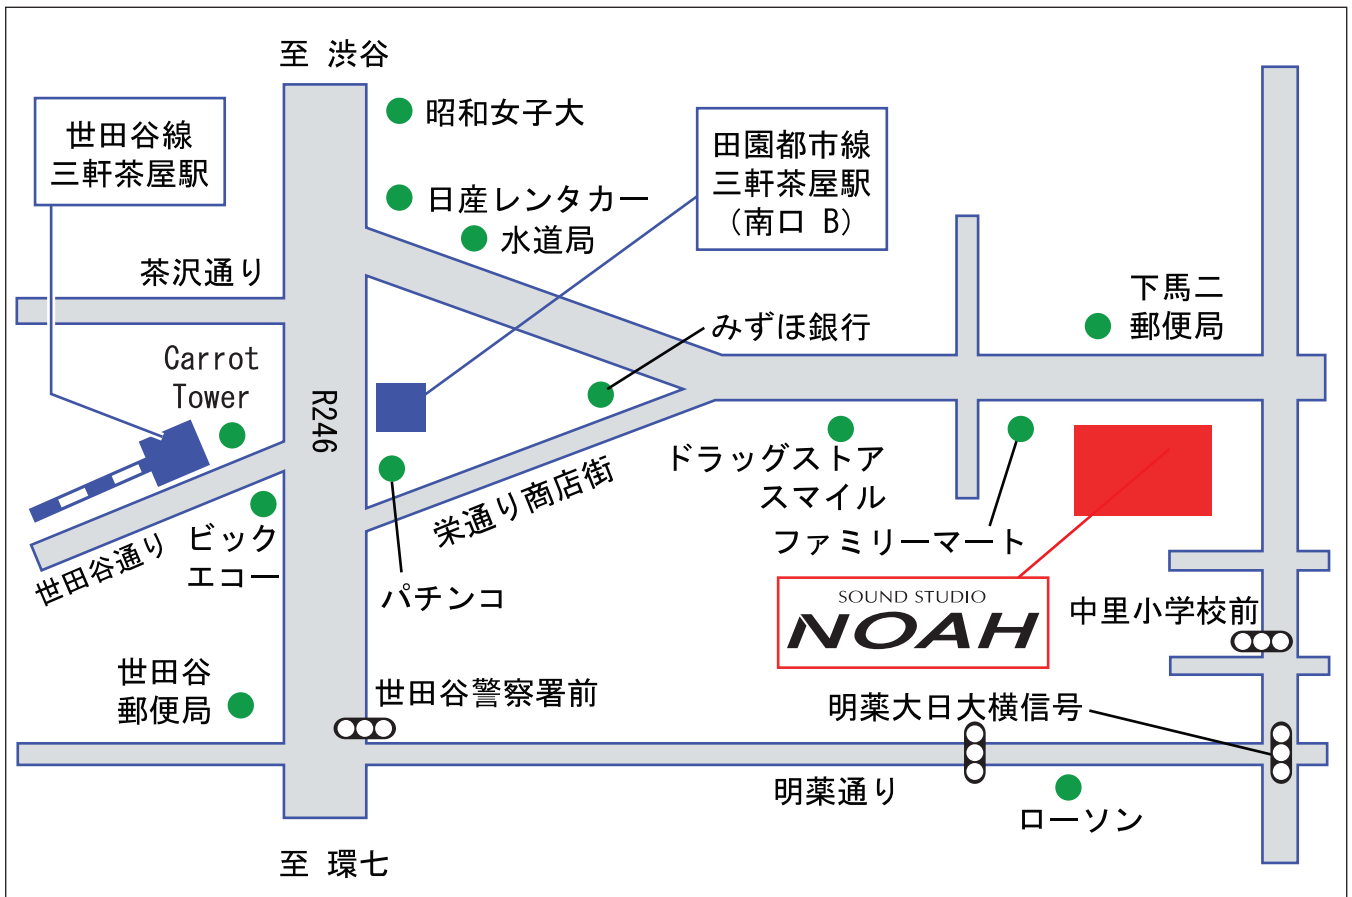 至 渋谷
昭和女子大
世田谷線
三軒茶屋駅
田園都市線
三軒茶屋駅
(南口 B)
日産レンタカー
水道局
茶沢通り
下馬二
郵便局
みずほ銀行
Carrot
Tower
R246
ドラッグストア
スマイル
栄通り商店街
ファミリーマート
ビック
エコー
世田谷通り
パチンコ
SOUND STUDIO
NOAH
中里小学校前
世田谷
郵便局
世田谷警察署前
明薬大日大横信号
明薬通り
ローソン
至 環七